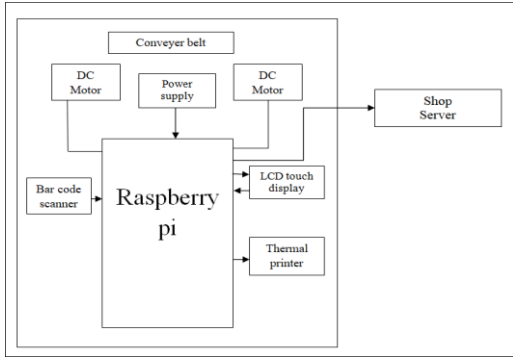 Conveyer belt
DC
Motor
Power
supply
DC
Motor
Shop
Server
Bar code
scanner
Raspberry
pi
LCD touch
display
Thermal
printer